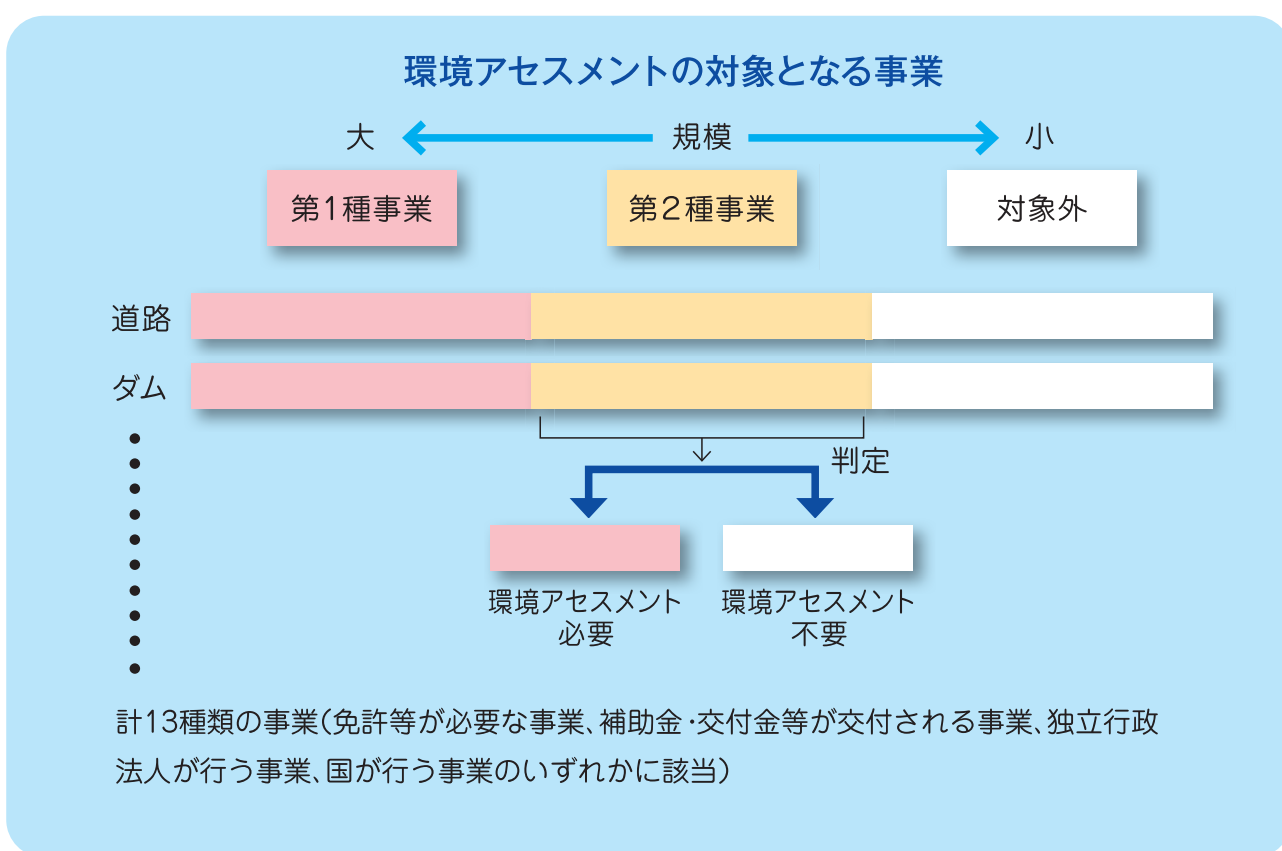 環境アセスメントの対象となる事業
大 規模 小
第1種事業 第2種事業 対象外
道路
ダム
判定
環境アセスメント 環境アセスメント
必要 不要
計13種類の事業(免許等が必要な事業、補助金・交付金等が交付される事業、独立行政
法人が行う事業、国が行う事業のいずれかに該当)